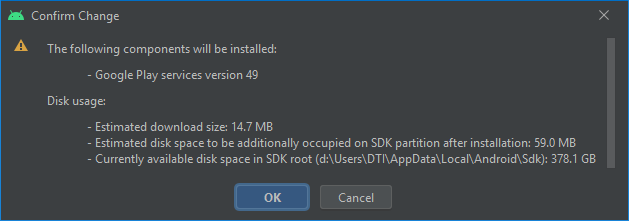 Confirm Change
The following components will be installed:
- Google Play services version 49
Disk usage:
- Estimated download size: 14.7 MB
- Estimated disk space to be additionally occupied on SDK partition after installation: 59.0 MB
- Currently available disk space in SDK root (d:\Users\DTI\AppData\Local\Android\Sdk): 378.1 GB
OK
Cancel